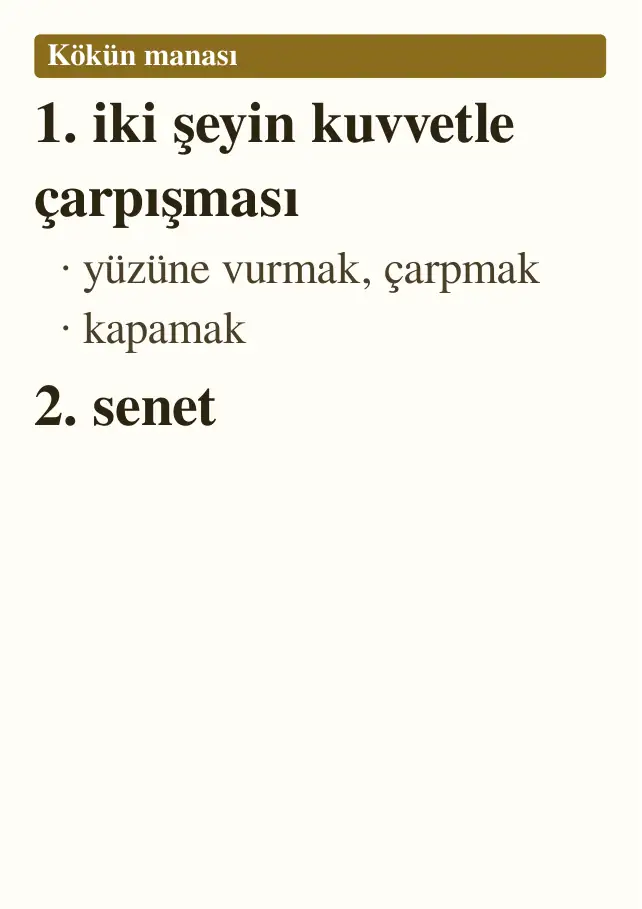 Kökün manası
1. iki şeyin kuvvetle
çarpışması
· yüzüne vurmak, çarpmak
· kapamak
2. senet